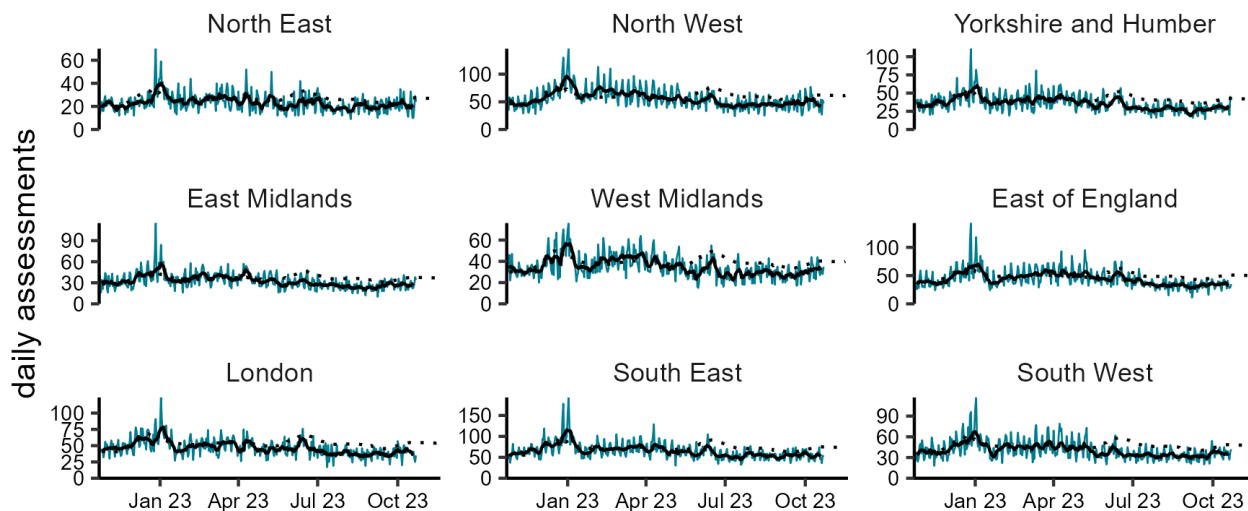 daily assessments
North East
60
40
20
0
North West
100
50
0
Yorkshire and Humber
100
75
50
25
0
East Midlands
90
60
30
0
West Midlands
60
40
20
0
East of England
100
50
0
London
100
75
50
25
0
Jan 23 Apr 23 Jul 23 Oct 23
South East
150
100
50
0
Jan 23 Apr 23 Jul 23 Oct 23
South West
90
60
30
0
Jan 23 Apr 23 Jul 23 Oct 23